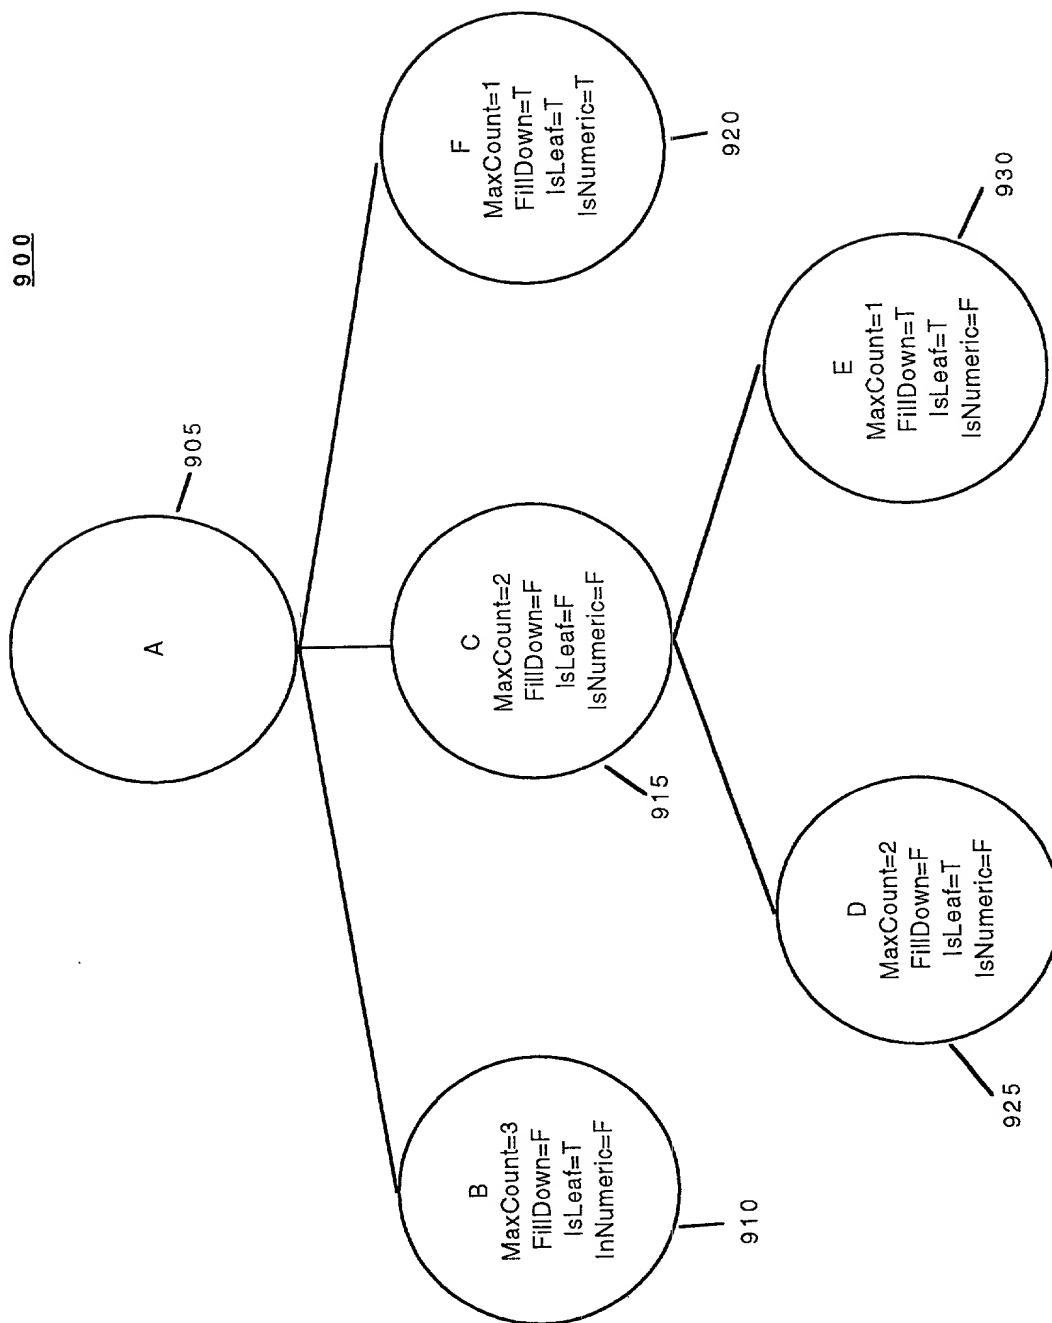 900
A
905
B
MaxCount=3
FillDown=F
IsLeaf=T
InNumeric=F
910
C
MaxCount=2
FillDown=F
IsLeaf=F
IsNumeric=F
915
F
MaxCount=1
FillDown=T
IsLeaf=T
IsNumeric=T
920
D
MaxCount=2
FillDown=F
IsLeaf=T
IsNumeric=F
925
E
MaxCount=1
FillDown=T
IsLeaf=T
IsNumeric=F
930